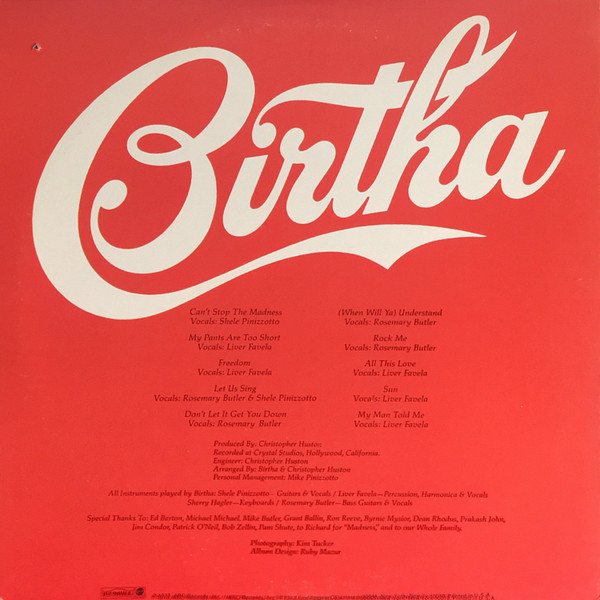 Birtha
Can't Stop The Madness
Vocals: Shele Pinizzotto
My Pants Are Too Short
Vocals: Liver Favela
Freedom
Vocals: Liver Favela
Let Us Sing
Vocals: Rosemary Butler & Shele Pinizzotto
Don't Let It Get You Down
Vocals: Rosemary Butler
(When Will Ya) Understand
Vocals: Rosemary Butler
Rock Me
Vocals: Rosemary Butler
All This Love
Vocals: Liver Favela
Sun
Vocals: Liver Favela
My Man Told Me
Vocals: Liver Favela
Produced By: Christopher Huston
Recorded at Crystal Studios, Hollywood, California.
Engineer: Christopher Huston
Arranged By: Birtha & Christopher Huston
Personal Management: Mike Pinizzotto
All Instruments played by Birtha: Shele Pinizzotto—Guitars & Vocals / Liver Favela—Percussion, Harmonica & Vocals
Sherry Hagler—Keyboards / Rosemary Butler—Bass Guitars & Vocals
Special Thanks To: Ed Barton, Michael Michael, Mike Butler, Grant Ballin, Ron Reene, Byrnie Mysior, Dean Rhodus, Prakash John,
Jim Condor, Patrick O'Neil, Bob Zellin, Pam Shute, to Richard for "Madness," and to our Whole Family.
Photography: Kim Tucker
Album Design: Ruby Mazur